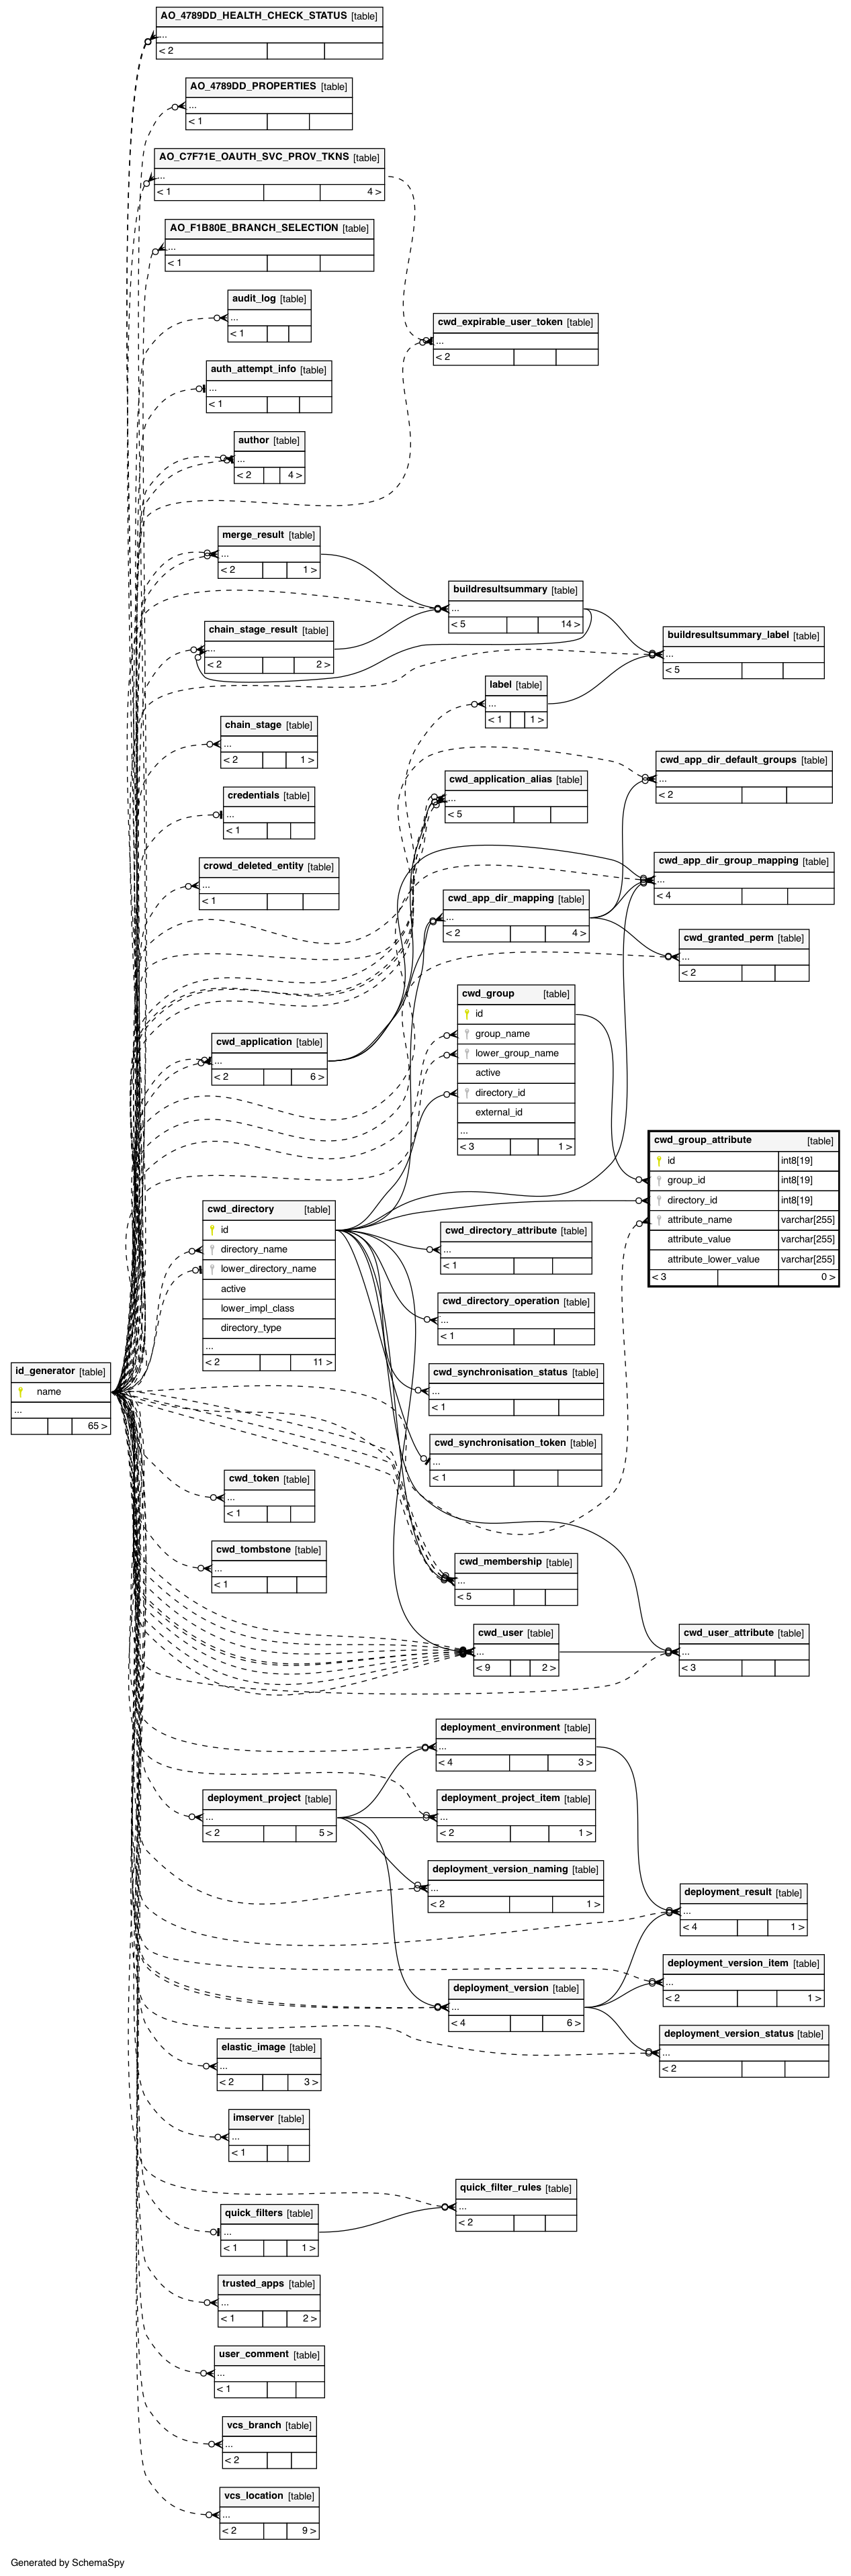 AO_4789DD_HEALTH_CHECK_STATUS [table]
...
< 2
AO_4789DD_PROPERTIES [table]
...
< 1
AO_C7F71E_OAUTH_SVC_PROV_TKNS [table]
...
< 1 4 >
AO_F1B80E_BRANCH_SELECTION [table]
...
< 1
audit_log [table]
...
< 1
cwd_expirable_user_token [table]
...
< 2
auth_attempt_info [table]
...
< 1
author [table]
...
< 2 4 >
merge_result [table]
...
< 2 1 >
buildresultsummary [table]
...
< 5 14 >
chain_stage_result [table]
...
< 2 2 >
buildresultsummary_label [table]
...
< 5
label [table]
...
< 1 1 >
chain_stage [table]
...
< 2 1 >
cwd_app_dir_default_groups [table]
...
< 2
cwd_application_alias [table]
...
< 5
credentials [table]
...
< 1
crowd_deleted_entity [table]
...
< 1
cwd_app_dir_group_mapping [table]
...
< 4
cwd_app_dir_mapping [table]
...
< 2 4 >
cwd_granted_perm [table]
...
< 2
cwd_group [table]
id
group_name
lower_group_name
active
directory_id
external_id
...
< 3 1 >
cwd_application [table]
...
< 2 6 >
cwd_group_attribute [table]
id int8[19]
group_id int8[19]
directory_id int8[19]
attribute_name varchar[255]
attribute_value varchar[255]
attribute_lower_value varchar[255]
< 3 0 >
cwd_directory [table]
id
directory_name
lower_directory_name
active
lower_impl_class
directory_type
...
< 2 11 >
cwd_directory_attribute [table]
...
< 1
cwd_directory_operation [table]
...
< 1
cwd_synchronisation_status [table]
...
< 1
id_generator [table]
name
...
65 >
cwd_synchronisation_token [table]
...
< 1
cwd_token [table]
...
< 1
cwd_tombstone [table]
...
< 1
cwd_membership [table]
...
< 5
cwd_user [table]
...
< 9 2 >
cwd_user_attribute [table]
...
< 3
deployment_environment [table]
...
< 4 3 >
deployment_project [table]
...
< 2 5 >
deployment_project_item [table]
...
< 2 1 >
deployment_version_naming [table]
...
< 2 1 >
deployment_result [table]
...
< 4 1 >
deployment_version_item [table]
...
< 2 1 >
deployment_version [table]
...
< 4 6 >
deployment_version_status [table]
...
< 2
elastic_image [table]
...
< 2 3 >
imserver [table]
...
< 1
quick_filter_rules [table]
...
< 2
quick_filters [table]
...
< 1 1 >
trusted_apps [table]
...
< 1 2 >
user_comment [table]
...
< 1
vcs_branch [table]
...
< 2
vcs_location [table]
...
< 2 9 >
Generated by SchemaSpy